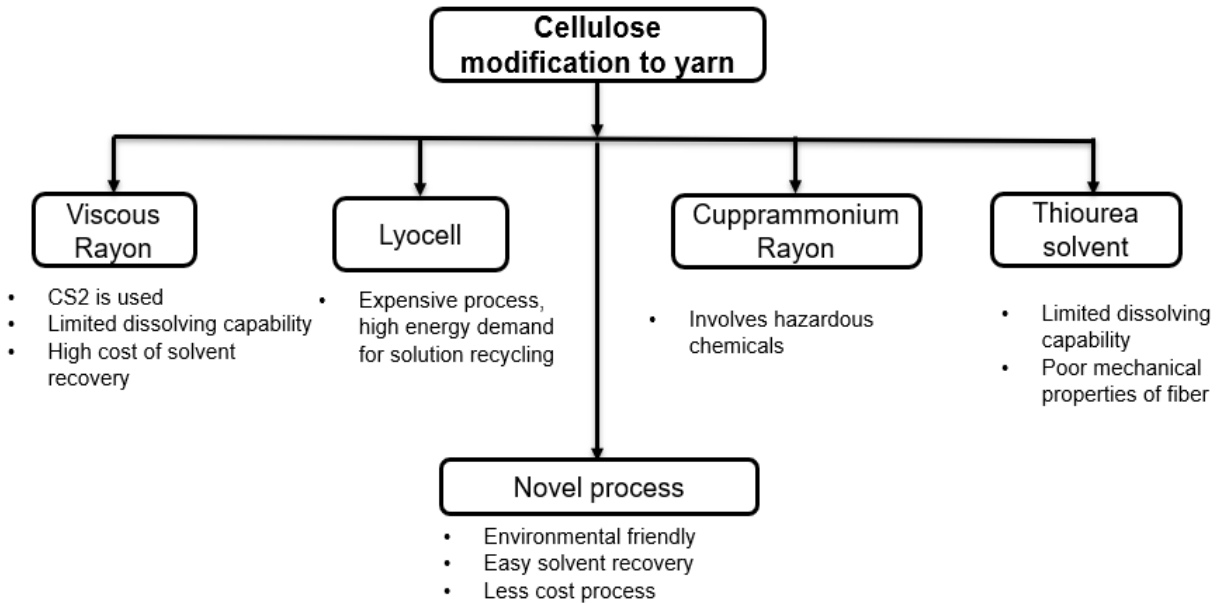 Cellulose
modification to yarn
Viscous
Rayon
• CS2 is used
• Limited dissolving capability
• High cost of solvent
recovery
Lyocell
• Expensive process,
high energy demand
for solution recycling
Cupprammonium
Rayon
• Involves hazardous
chemicals
Thiourea
solvent
• Limited dissolving
capability
• Poor mechanical
properties of fiber
Novel process
• Environmental friendly
• Easy solvent recovery
• Less cost process